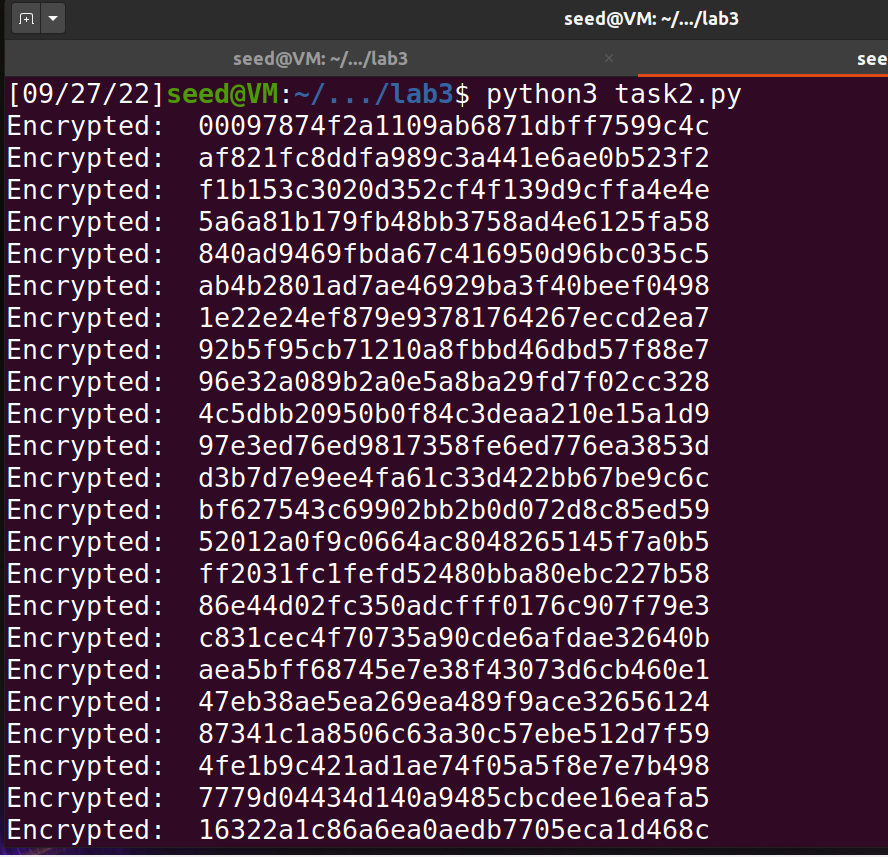 seed@VM: ~/.../lab3
seed@VM: ~/.../lab3 × see
[09/27/22]seed@VM:~/.../lab3$ python3 task2.py
Encrypted:  00097874f2a1109ab6871dbff7599c4c
Encrypted:  af821fc8ddfa989c3a441e6ae0b523f2
Encrypted:  f1b153c3020d352cf4f139d9cffa4e4e
Encrypted:  5a6a81b179fb48bb3758ad4e6125fa58
Encrypted:  840ad9469fbda67c416950d96bc035c5
Encrypted:  ab4b2801ad7ae46929ba3f40beef0498
Encrypted:  1e22e24ef879e93781764267eccd2ea7
Encrypted:  92b5f95cb71210a8fbbd46dbd57f88e7
Encrypted:  96e32a089b2a0e5a8ba29fd7f02cc328
Encrypted:  4c5dbb20950b0f84c3deaa210e15a1d9
Encrypted:  97e3ed76ed9817358fe6ed776ea3853d
Encrypted:  d3b7d7e9ee4fa61c33d422bb67be9c6c
Encrypted:  bf627543c69902bb2b0d072d8c85ed59
Encrypted:  52012a0f9c0664ac8048265145f7a0b5
Encrypted:  ff2031fc1fefd52480bba80ebc227b58
Encrypted:  86e44d02fc350adcfff0176c907f79e3
Encrypted:  c831cec4f70735a90cde6afdae32640b
Encrypted:  aea5bff68745e7e38f43073d6cb460e1
Encrypted:  47eb38ae5ea269ea489f9ace32656124
Encrypted:  87341c1a8506c63a30c57ebe512d7f59
Encrypted:  4fe1b9c421ad1ae74f05a5f8e7e7b498
Encrypted:  7779d04434d140a9485cbcdee16eafa5
Encrypted:  16322a1c86a6ea0aedb7705eca1d468c